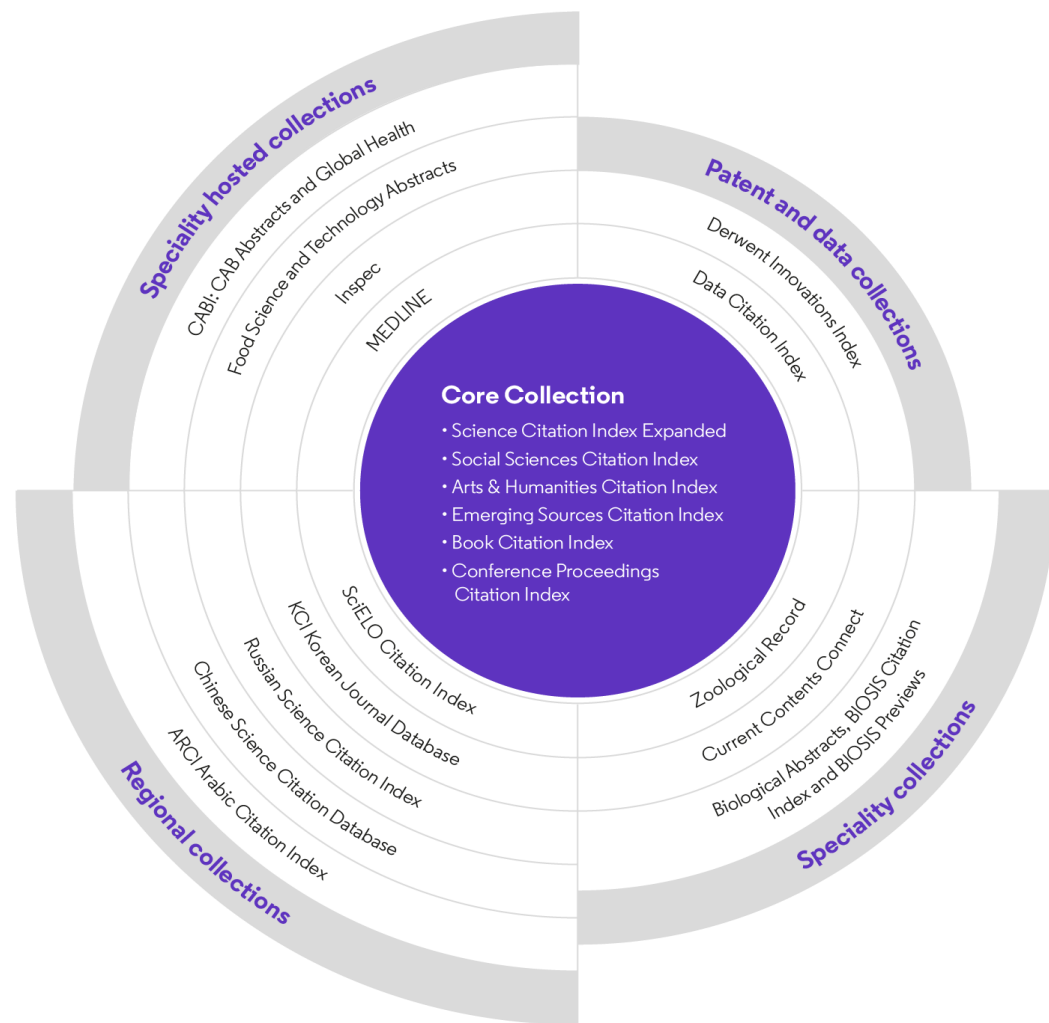 Speciality hosted collections
CABI: CAB Abstracts and Global Health
Food Science and Technology Abstracts
Inspec
MEDLINE
Patent and data collections
Derwent Innovations Index
Data Citation Index
Core Collection
• Science Citation Index Expanded
• Social Sciences Citation Index
• Arts & Humanities Citation Index
• Emerging Sources Citation Index
• Book Citation Index
• Conference Proceedings
Citation Index
SciELO Citation Index
KCI Korean Journal Database
Russian Science Citation Index
Chinese Science Citation Database
ARCI Arabic Citation Index
Regional collections
Zoological Record
Current Contents Connect
Biological Abstracts, BIOSIS Citation
Index and BIOSIS Previews
Speciality collections